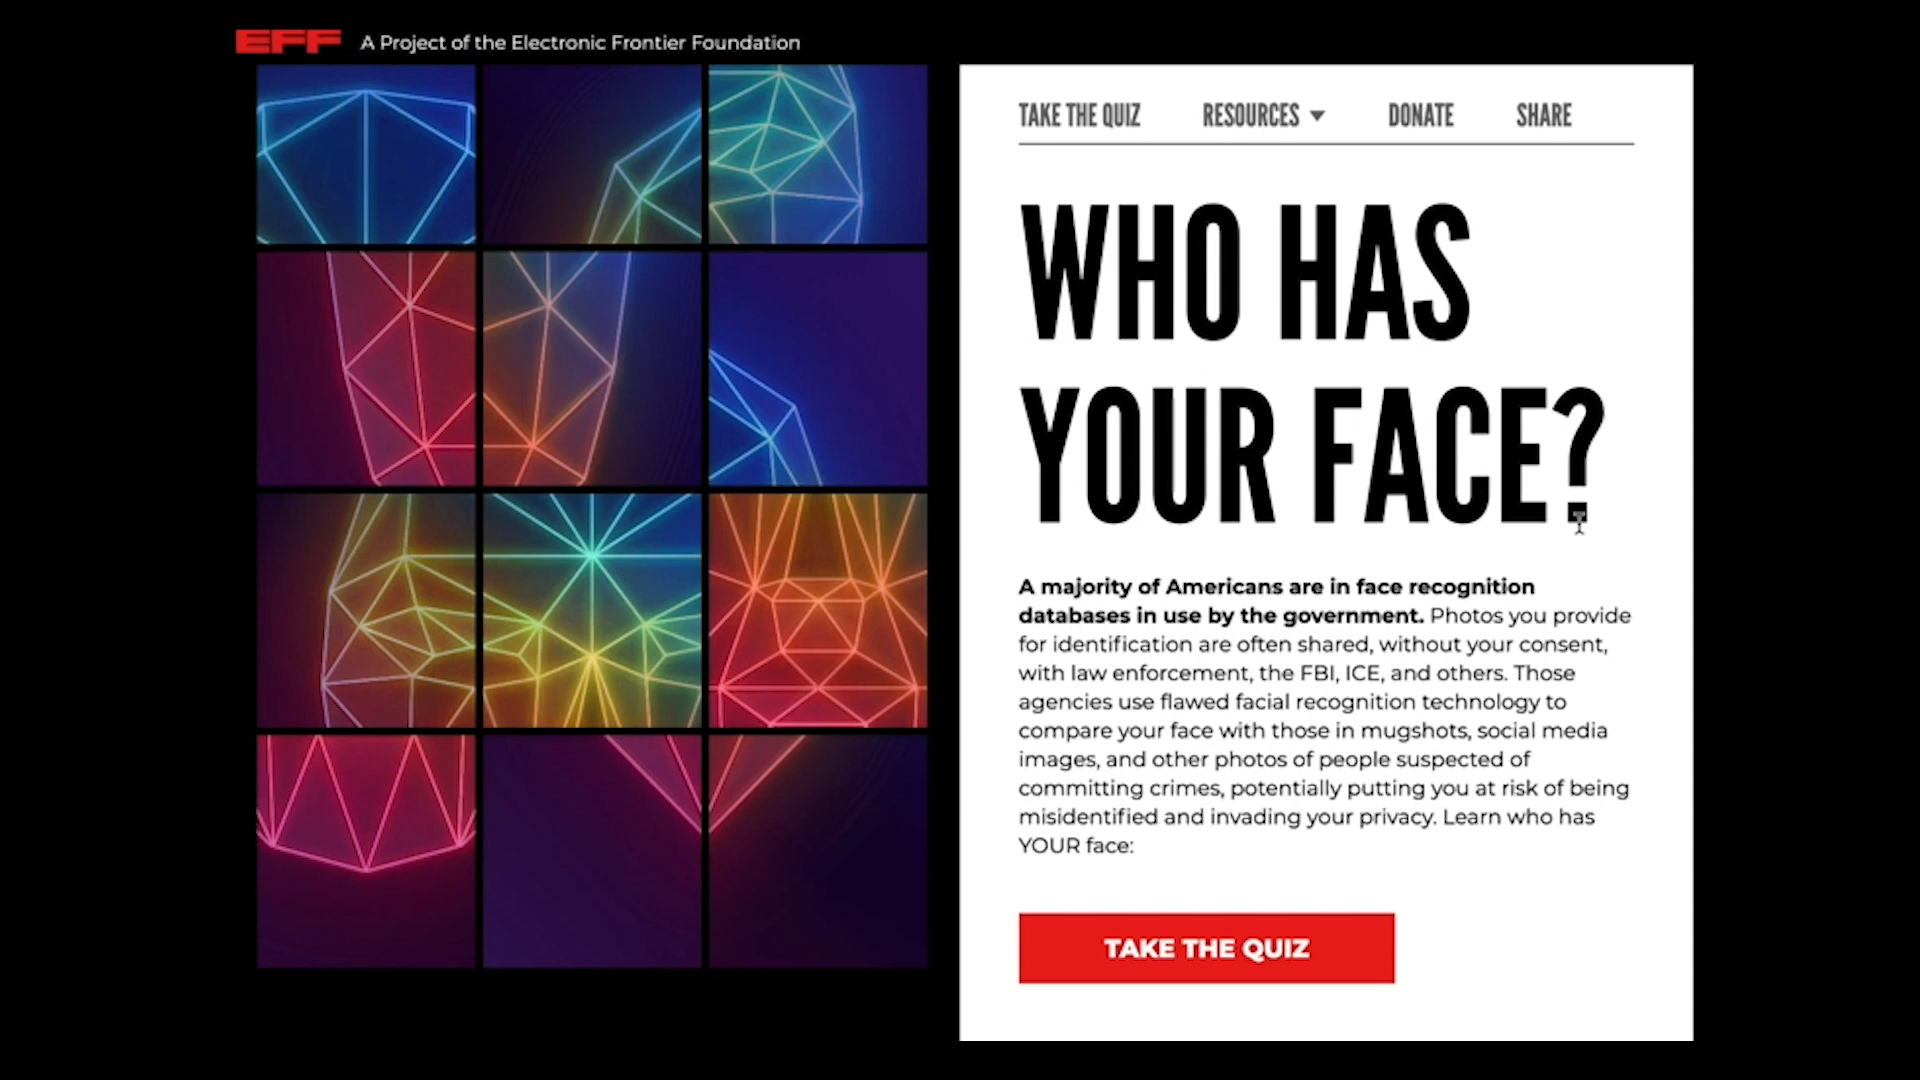 EFF A Project of the Electronic Frontier Foundation
TAKE THE QUIZ RESOURCES DONATE SHARE
WHO HAS
YOUR FACE?
A majority of Americans are in face recognition
databases in use by the government. Photos you provide
for identification are often shared, without your consent,
with law enforcement, the FBI, ICE, and others. Those
agencies use flawed facial recognition technology to
compare your face with those in mugshots, social media
images, and other photos of people suspected of
committing crimes, potentially putting you at risk of being
misidentified and invading your privacy. Learn who has
YOUR face:
TAKE THE QUIZ